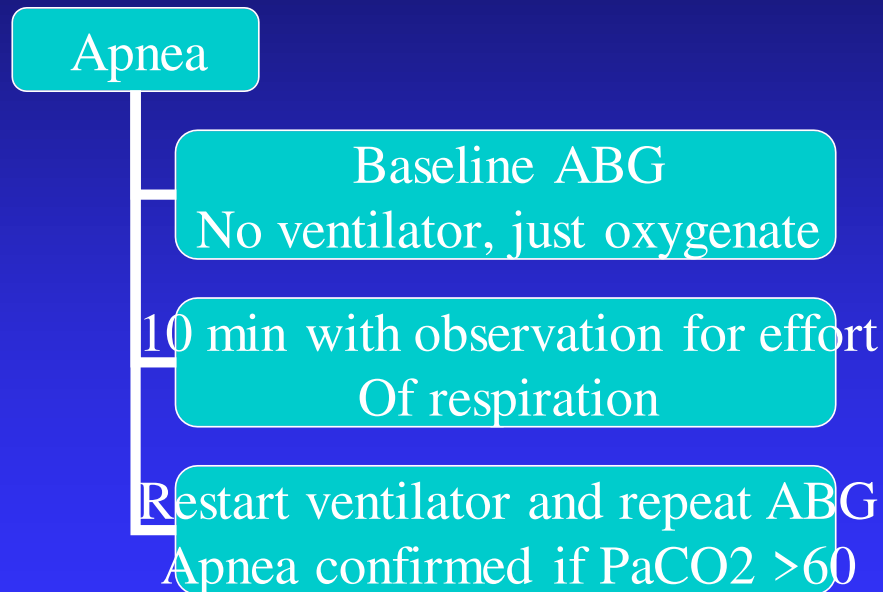 Apnea
Baseline ABG
No ventilator, just oxygenate
10 min with observation for effort
Of respiration
Restart ventilator and repeat ABG
Apnea confirmed if PaCO2 >60